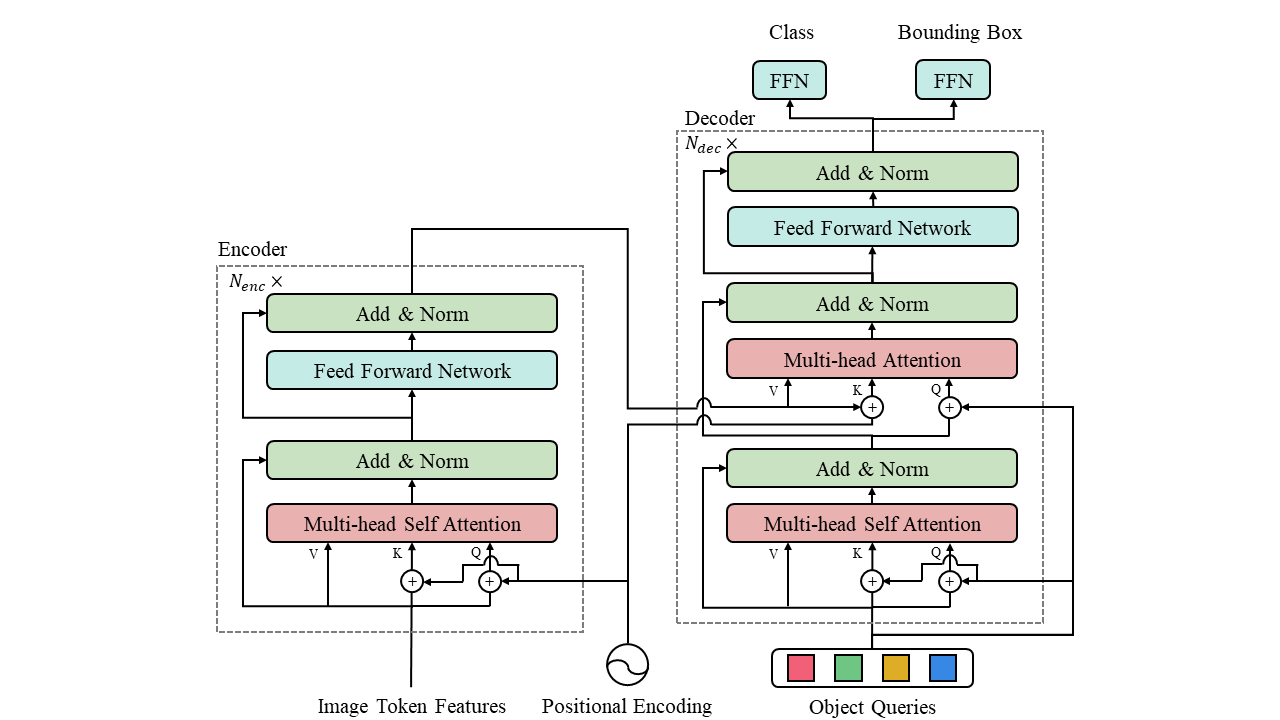 Class
Bounding Box
FFN
FFN
Decoder
N_dec ×
Add & Norm
Feed Forward Network
Add & Norm
Multi-head Attention
V
K
Q
+
+
Add & Norm
Multi-head Self Attention
V
K
Q
+
+
Object Queries
Encoder
N_enc ×
Add & Norm
Feed Forward Network
Add & Norm
Multi-head Self Attention
V
K
Q
+
+
Image Token Features
Positional Encoding